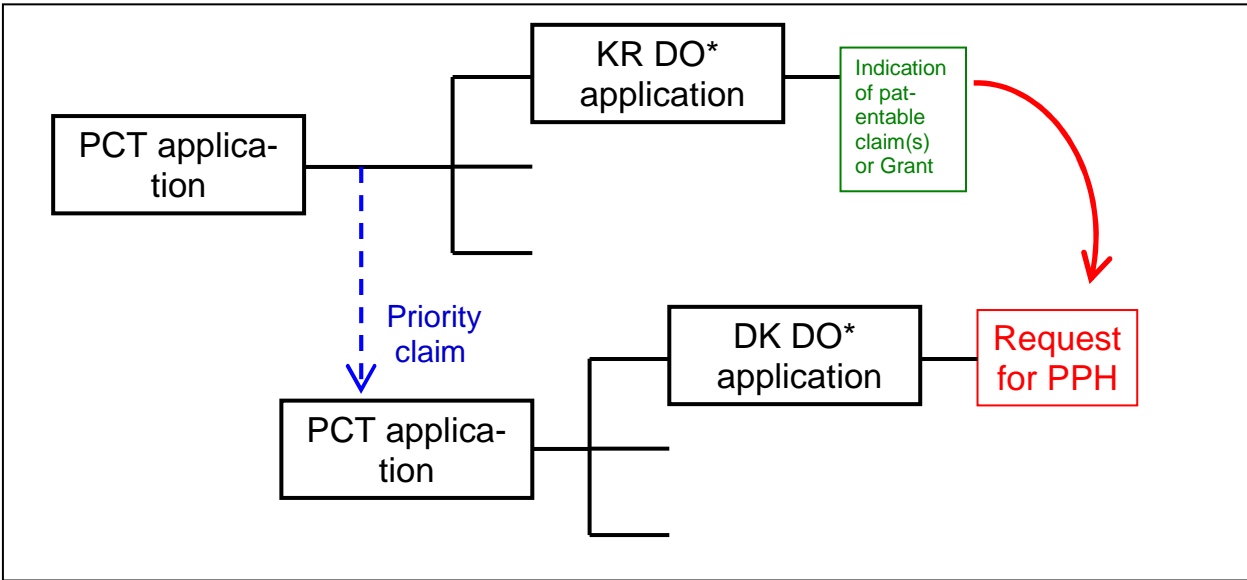 KR DO*
application
Indication
of pat-
entable
claim(s)
or Grant
PCT applica-
tion
Priority
claim
DK DO*
application
Request
for PPH
PCT applica-
tion